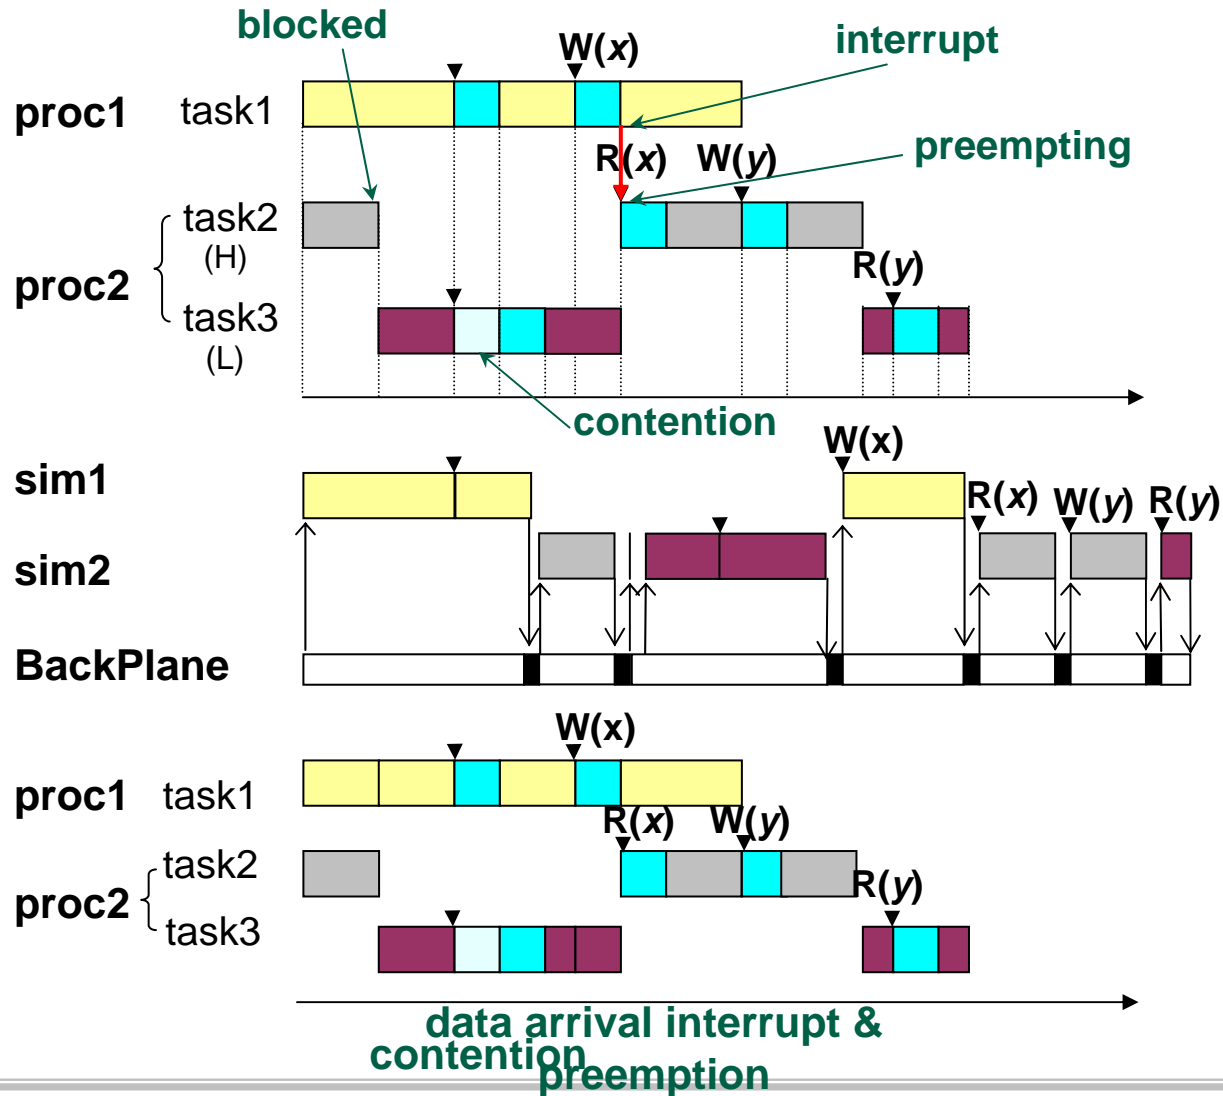 blocked
W(x)
interrupt
proc1 task1
R(x) W(y)
preempting
task2
(H)
proc2
R(y)
task3
(L)
contention
W(x)
sim1
R(x) W(y) R(y)
sim2
BackPlane
W(x)
proc1 task1
R(x) W(y)
task2
R(y)
proc2
task3
data arrival interrupt &
contention
preemption